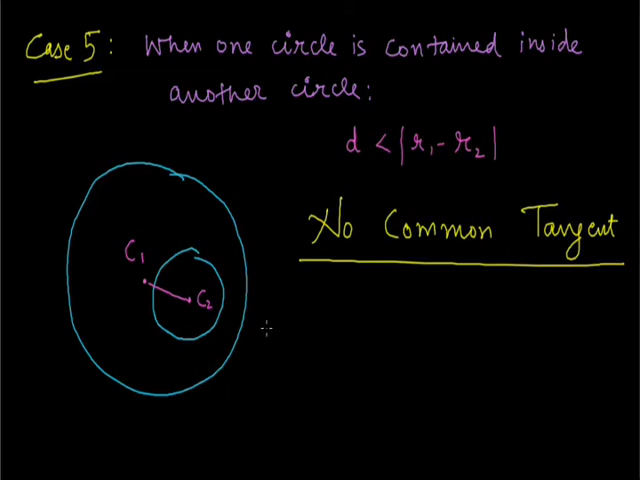 Case 5: When one circle is contained inside
another circle:
d < |r₁ - r₂|
No Common Tangent
C₁
C₂